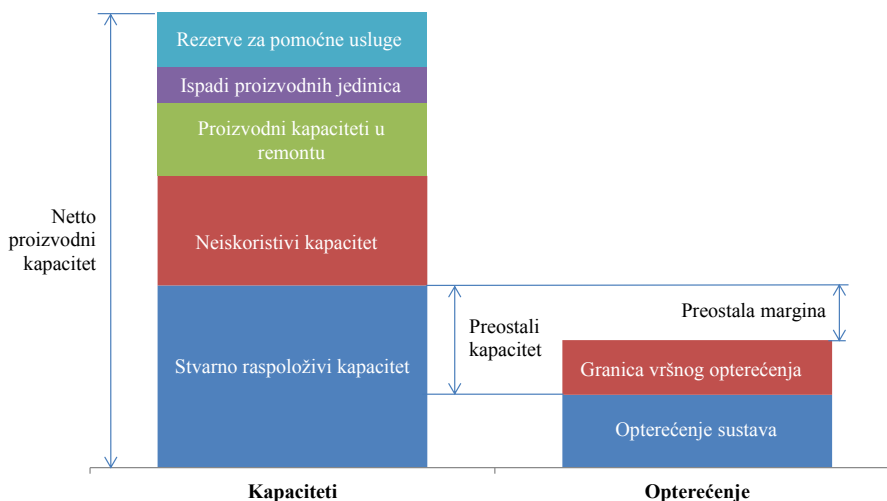 Rezerve za pomoćne usluge
Ispadi proizvodnih jedinica
Proizvodni kapaciteti u
remontu
Netto
proizvodni
kapacitet
Neiskoristivi kapacitet
Stvarno raspoloživi kapacitet
Preostali
kapacitet
Preostala margina
Granica vršnog opterećenja
Opterećenje sustava
Kapaciteti
Opterećenje